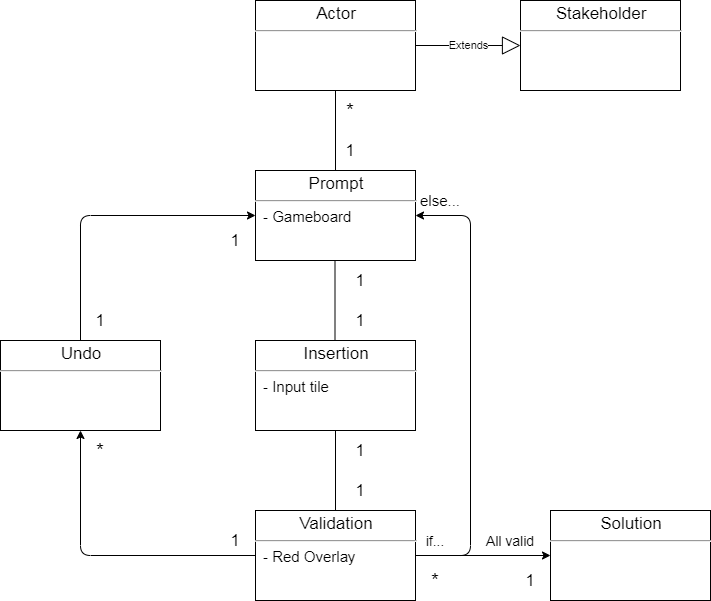 Actor
Stakeholder
Extends
*
1
Prompt
else...
- Gameboard
1
1
1
1
Undo
Insertion
- Input tile
*
1
1
Validation
Solution
1
if...
All valid
- Red Overlay
*
1